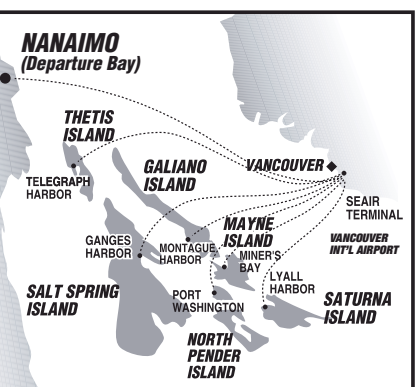 NANAIMO
(Departure Bay)
THETIS
ISLAND
TELEGRAPH
HARBOR
GALIANO
ISLAND
VANCOUVER
SEAIR
TERMINAL
VANCOUVER
INT'L AIRPORT
GANGES
HARBOR
MONTAGUE
HARBOR
MAYNE
ISLAND
MINER'S
BAY
LYALL
HARBOR
SALT SPRING
ISLAND
PORT
WASHINGTON
SATURNA
ISLAND
NORTH
PENDER
ISLAND